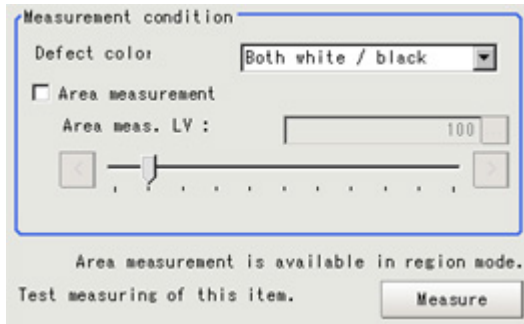 Measurement condition
Defect color
Both white / black
Area measurement
Area meas. LV :
100
Area measurement is available in region mode.
Test measuring of this item.
Measure